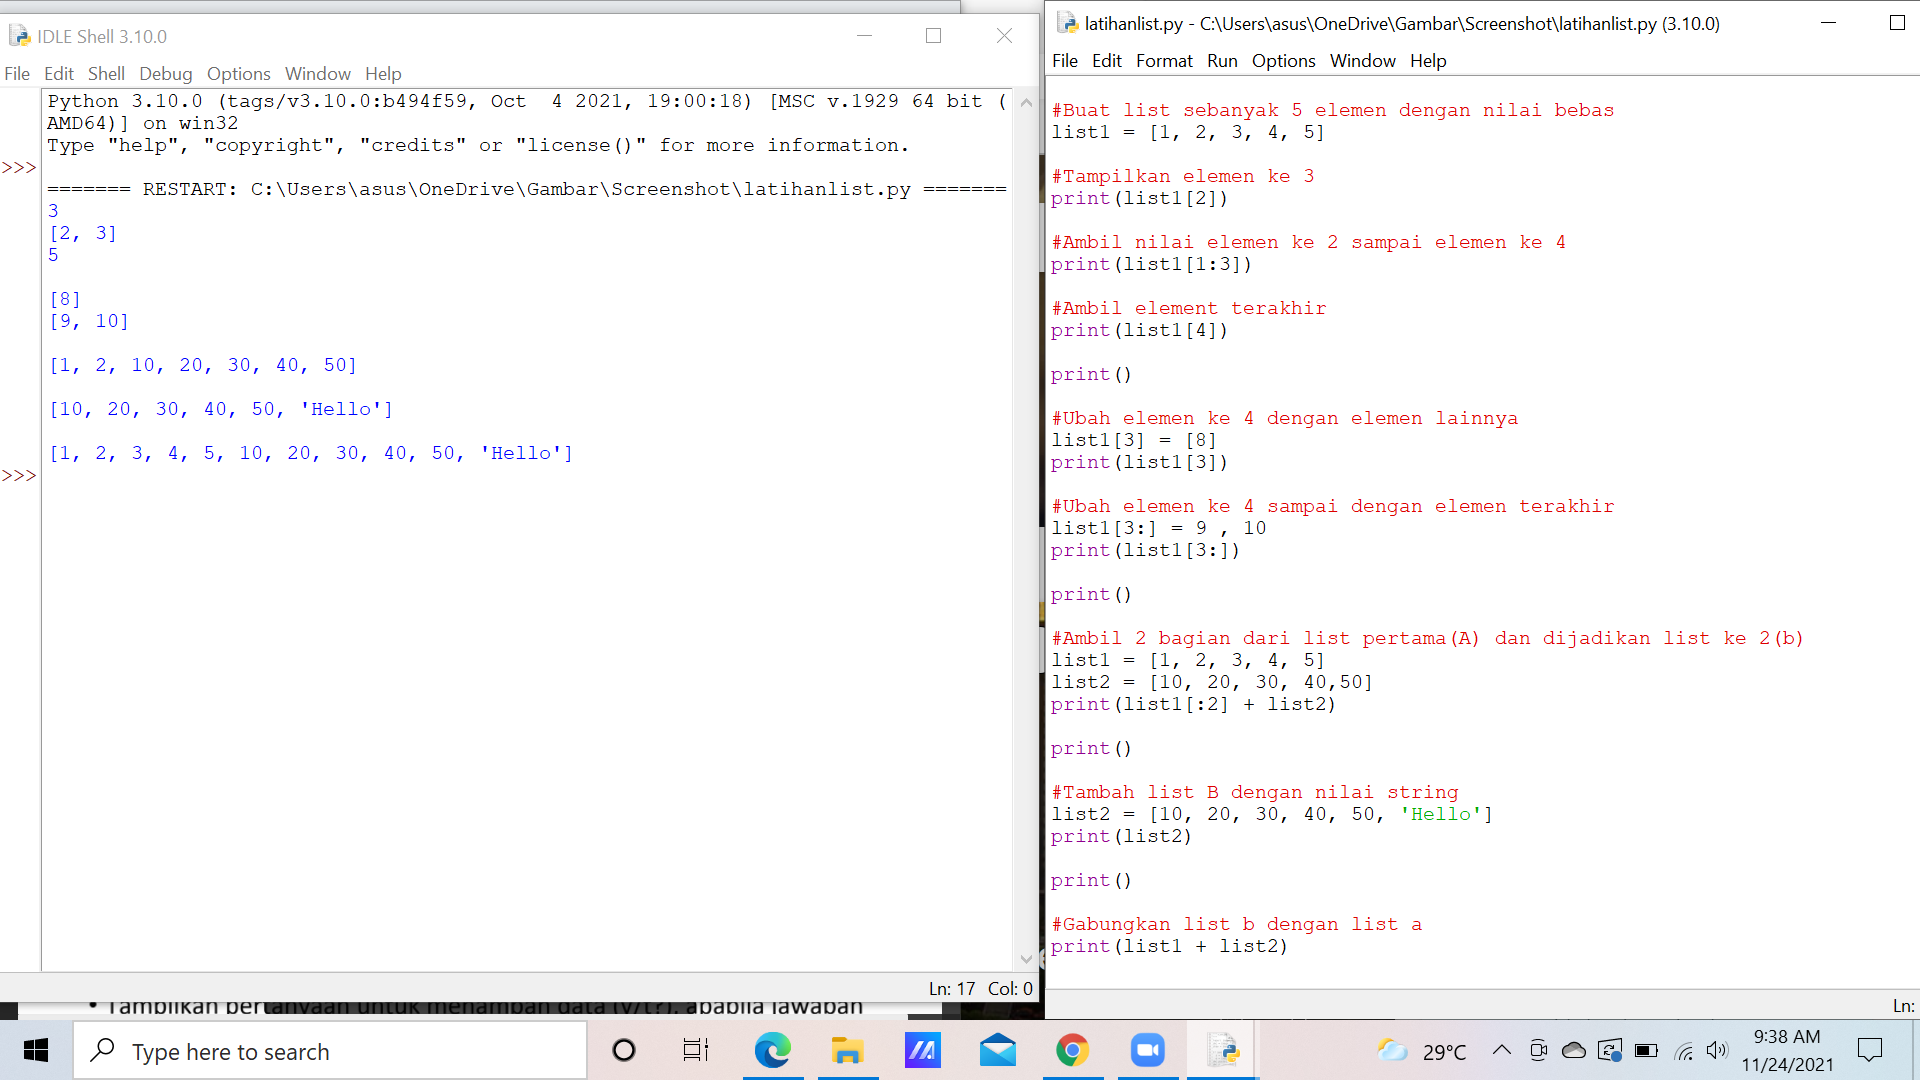 IDLE Shell 3.10.0
File Edit Shell Debug Options Window Help
Python 3.10.0 (tags/v3.10.0:b494f59, Oct  4 2021, 19:00:18) [MSC v.1929 64 bit (
AMD64)] on win32
Type "help", "copyright", "credits" or "license()" for more information.
>>>
======= RESTART: C:\Users\asus\OneDrive\Gambar\Screenshot\latihanlist.py =======
3
[2, 3]
5
[8]
[9, 10]
[1, 2, 10, 20, 30, 40, 50]
[10, 20, 30, 40, 50, 'Hello']
[1, 2, 3, 4, 5, 10, 20, 30, 40, 50, 'Hello']
>>>
Ln: 17 Col: 0
• Tampilkan pertanyaan untuk menambah data (y/t?), apabila jawaban
latihanlist.py - C:\Users\asus\OneDrive\Gambar\Screenshot\latihanlist.py (3.10.0)
File Edit Format Run Options Window Help
#Buat list sebanyak 5 elemen dengan nilai bebas
list1 = [1, 2, 3, 4, 5]
#Tampilkan elemen ke 3
print(list1[2])
#Ambil nilai elemen ke 2 sampai elemen ke 4
print(list1[1:3])
#Ambil element terakhir
print(list1[4])
print()
#Ubah elemen ke 4 dengan elemen lainnya
list1[3] = [8]
print(list1[3])
#Ubah elemen ke 4 sampai dengan elemen terakhir
list1[3:] = 9 , 10
print(list1[3:])
print()
#Ambil 2 bagian dari list pertama(A) dan dijadikan list ke 2(b)
list1 = [1, 2, 3, 4, 5]
list2 = [10, 20, 30, 40,50]
print(list1[:2] + list2)
print()
#Tambah list B dengan nilai string
list2 = [10, 20, 30, 40, 50, 'Hello']
print(list2)
print()
#Gabungkan list b dengan list a
print(list1 + list2)
Ln:
Type here to search
29°C
9:38 AM
11/24/2021